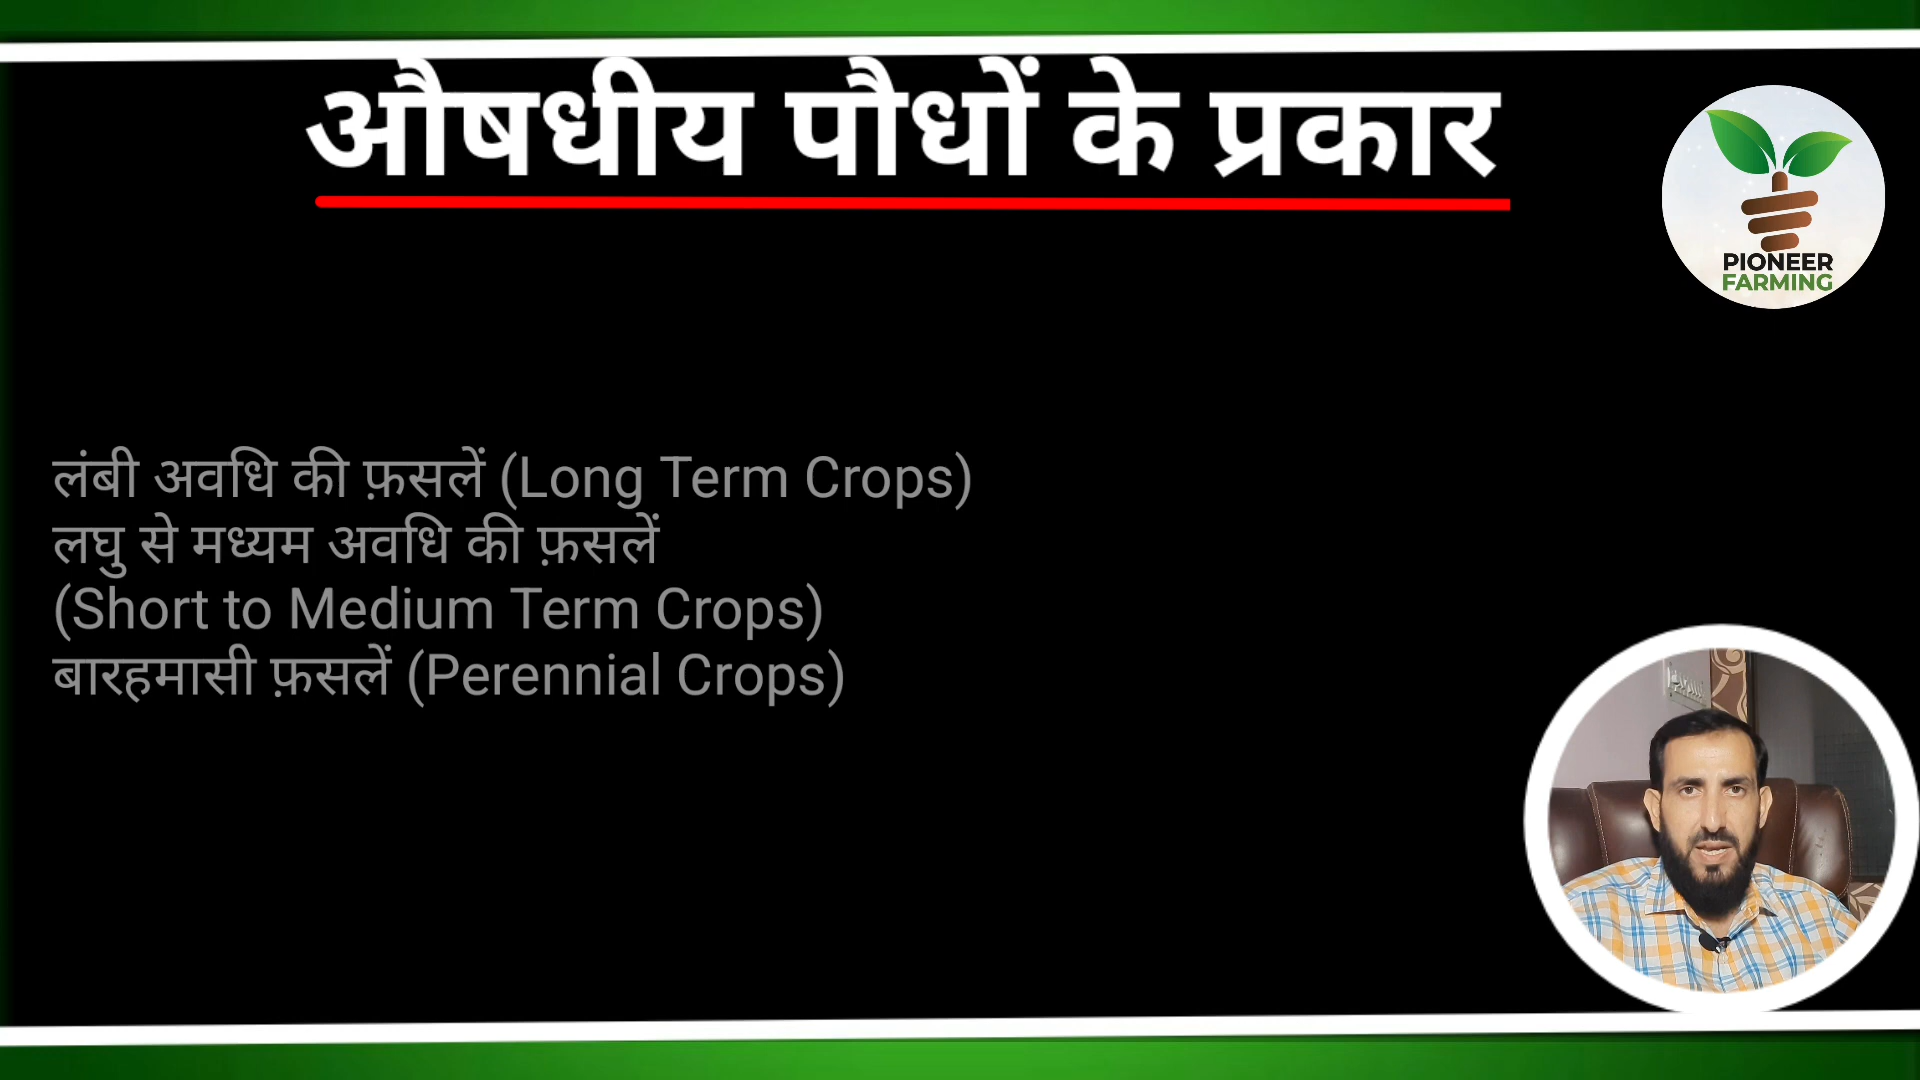 औषधीय पौधों के प्रकार
PIONEER
FARMING
लंबी अवधि की फ़सलें (Long Term Crops)
लघु से मध्यम अवधि की फ़सलें
(Short to Medium Term Crops)
बारहमासी फ़सलें (Perennial Crops)